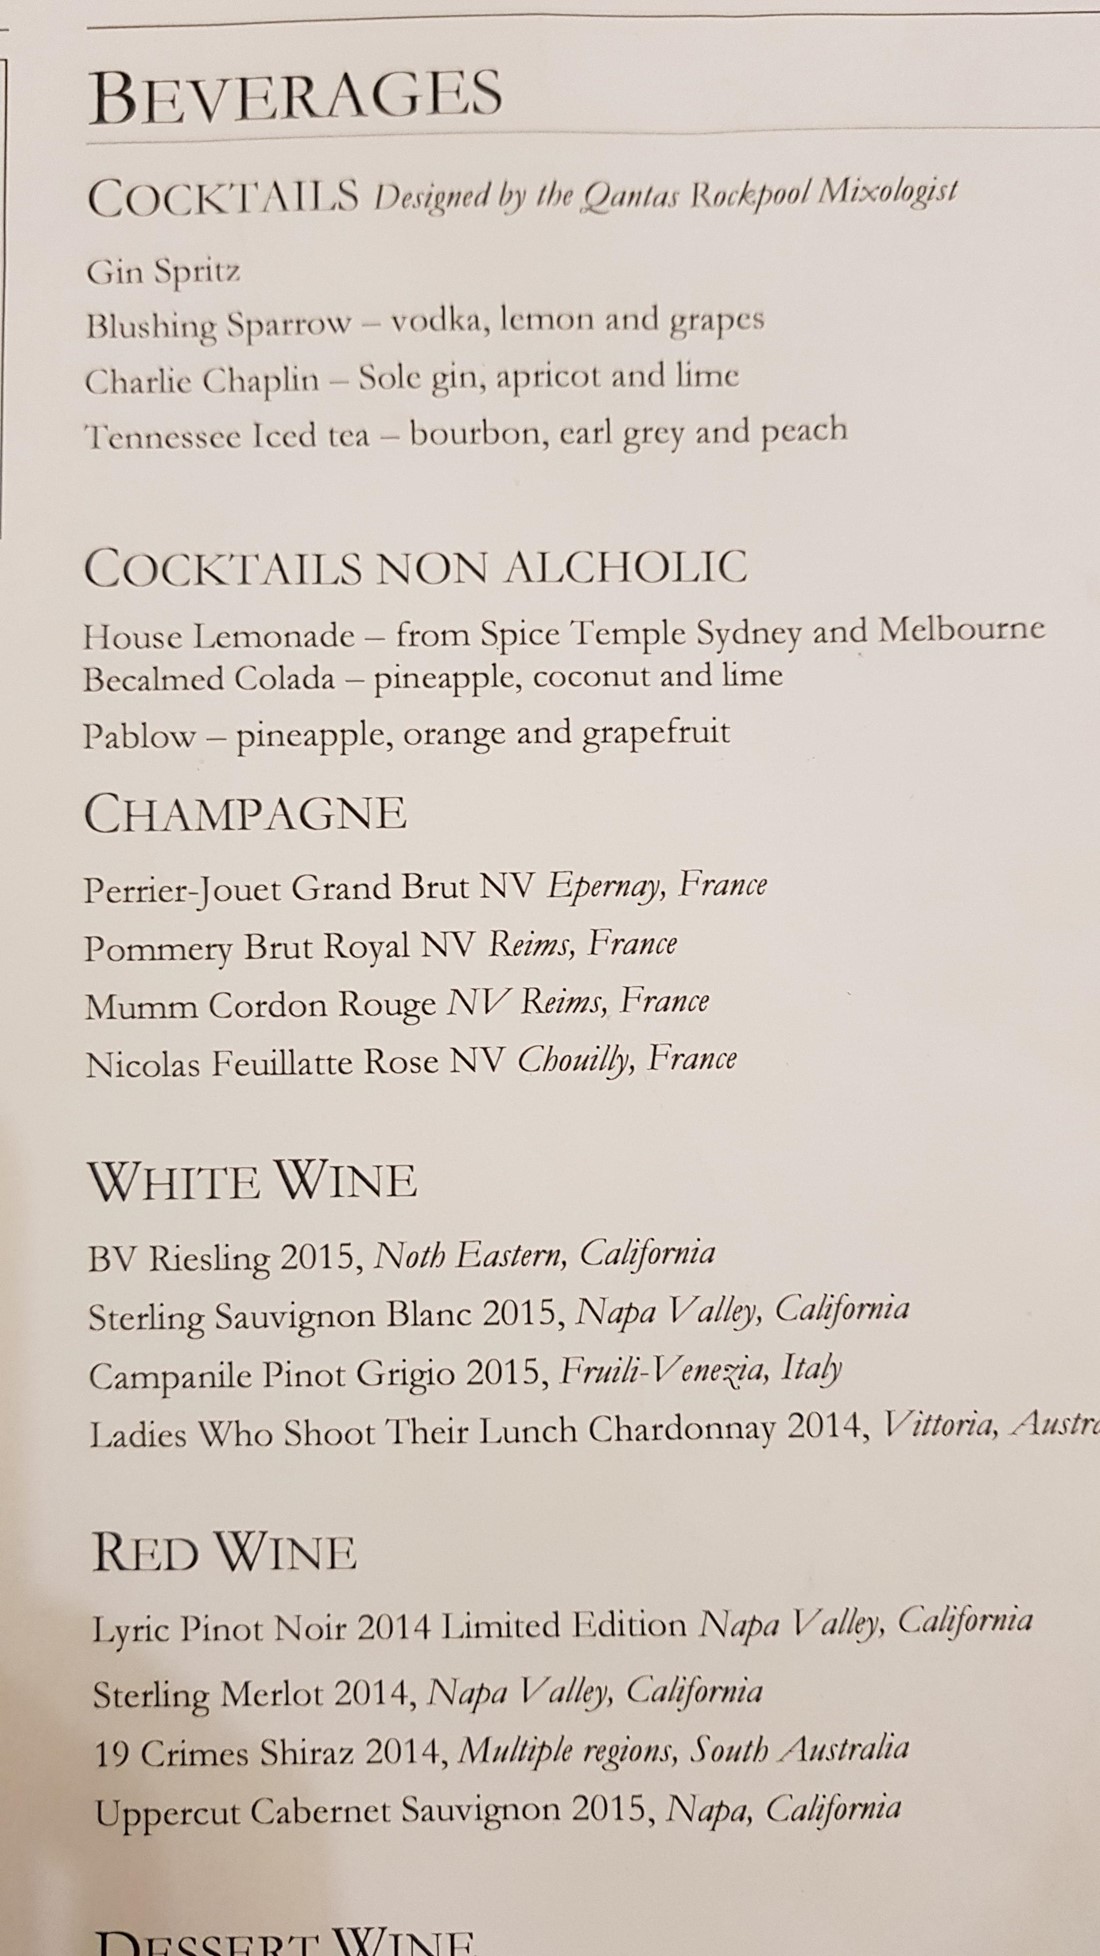 BEVERAGES
COCKTAILS Designed by the Qantas Rockpool Mixologist
Gin Spritz
Blushing Sparrow – vodka, lemon and grapes
Charlie Chaplin – Sole gin, apricot and lime
Tennessee Iced tea – bourbon, earl grey and peach
COCKTAILS NON ALCHOLIC
House Lemonade – from Spice Temple Sydney and Melbourne
Becalmed Colada – pineapple, coconut and lime
Pablow – pineapple, orange and grapefruit
CHAMPAGNE
Perrier-Jouet Grand Brut NV Epernay, France
Pommery Brut Royal NV Reims, France
Mumm Cordon Rouge NV Reims, France
Nicolas Feuillatte Rose NV Chouilly, France
WHITE WINE
BV Riesling 2015, Noth Eastern, California
Sterling Sauvignon Blanc 2015, Napa Valley, California
Campanile Pinot Grigio 2015, Fruili-Venezia, Italy
Ladies Who Shoot Their Lunch Chardonnay 2014, Vittoria, Austra
RED WINE
Lyric Pinot Noir 2014 Limited Edition Napa Valley, California
Sterling Merlot 2014, Napa Valley, California
19 Crimes Shiraz 2014, Multiple regions, South Australia
Uppercut Cabernet Sauvignon 2015, Napa, California
DESSERT WINE